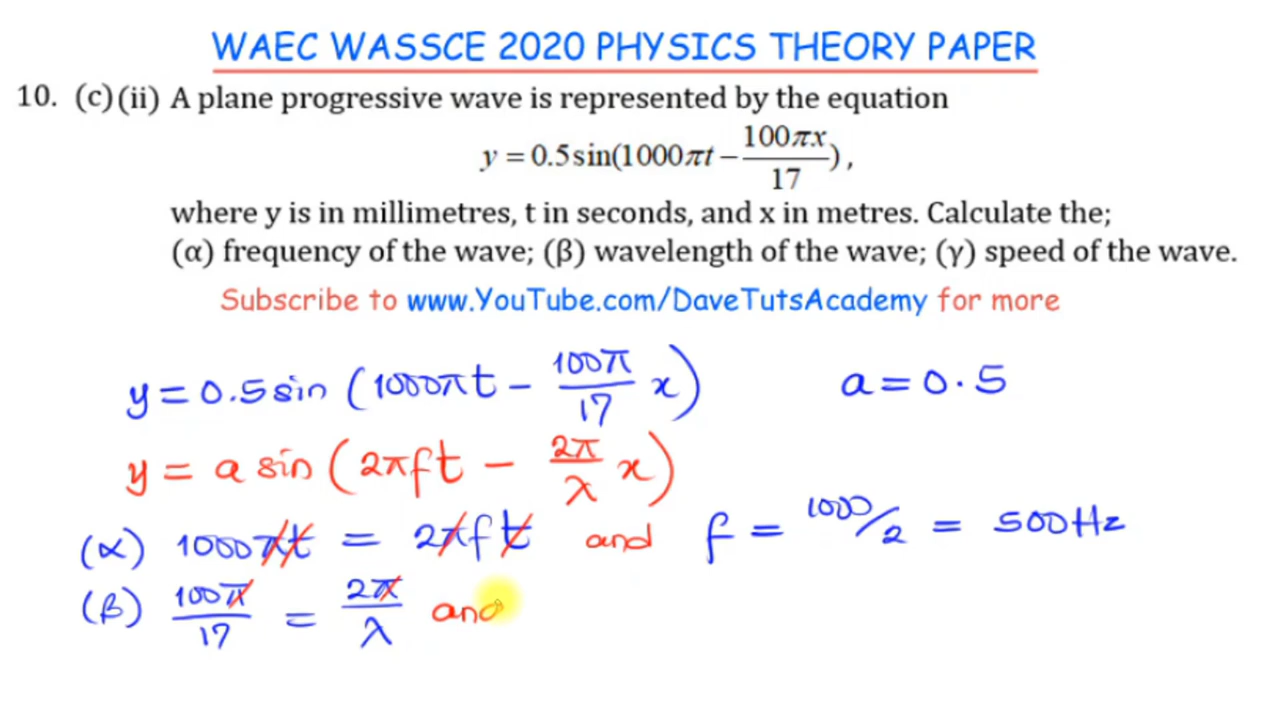 WAEC WASSCE 2020 PHYSICS THEORY PAPER
10. (c)(ii) A plane progressive wave is represented by the equation
y = 0.5sin(1000πt − 100πx/17),
where y is in millimetres, t in seconds, and x in metres. Calculate the;
(α) frequency of the wave; (β) wavelength of the wave; (γ) speed of the wave.
Subscribe to www.YouTube.com/DaveTutsAcademy for more
y = 0.5 sin (1000πt − 100π/17 x) a = 0.5
y = a sin (2πft − 2π/λ x)
(α) 1000πt = 2πft and f = 1000/2 = 500Hz
(β) 100π/17 = 2π/λ and